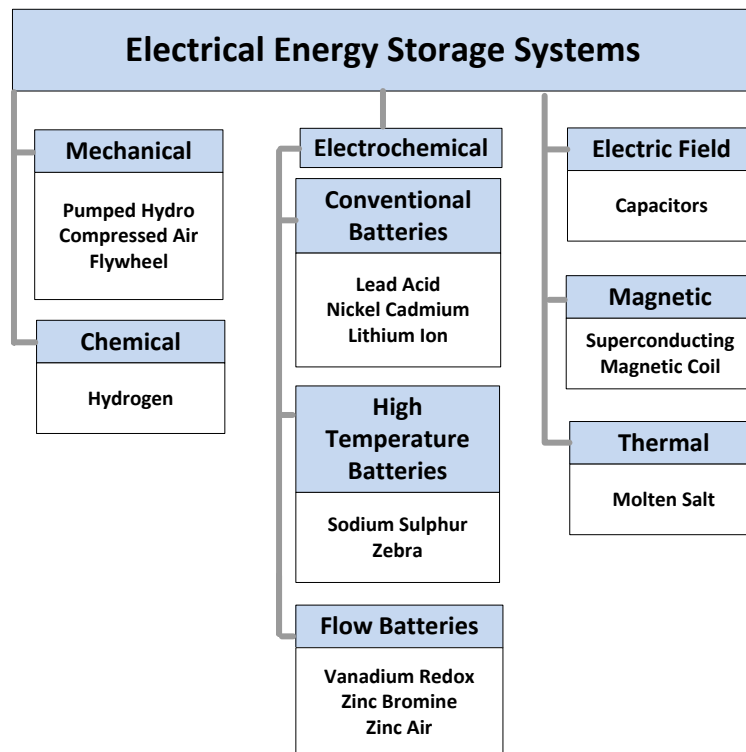 Electrical Energy Storage Systems
Mechanical
Pumped Hydro
Compressed Air
Flywheel
Chemical
Hydrogen
Electrochemical
Conventional
Batteries
Lead Acid
Nickel Cadmium
Lithium Ion
High
Temperature
Batteries
Sodium Sulphur
Zebra
Flow Batteries
Vanadium Redox
Zinc Bromine
Zinc Air
Electric Field
Capacitors
Magnetic
Superconducting
Magnetic Coil
Thermal
Molten Salt